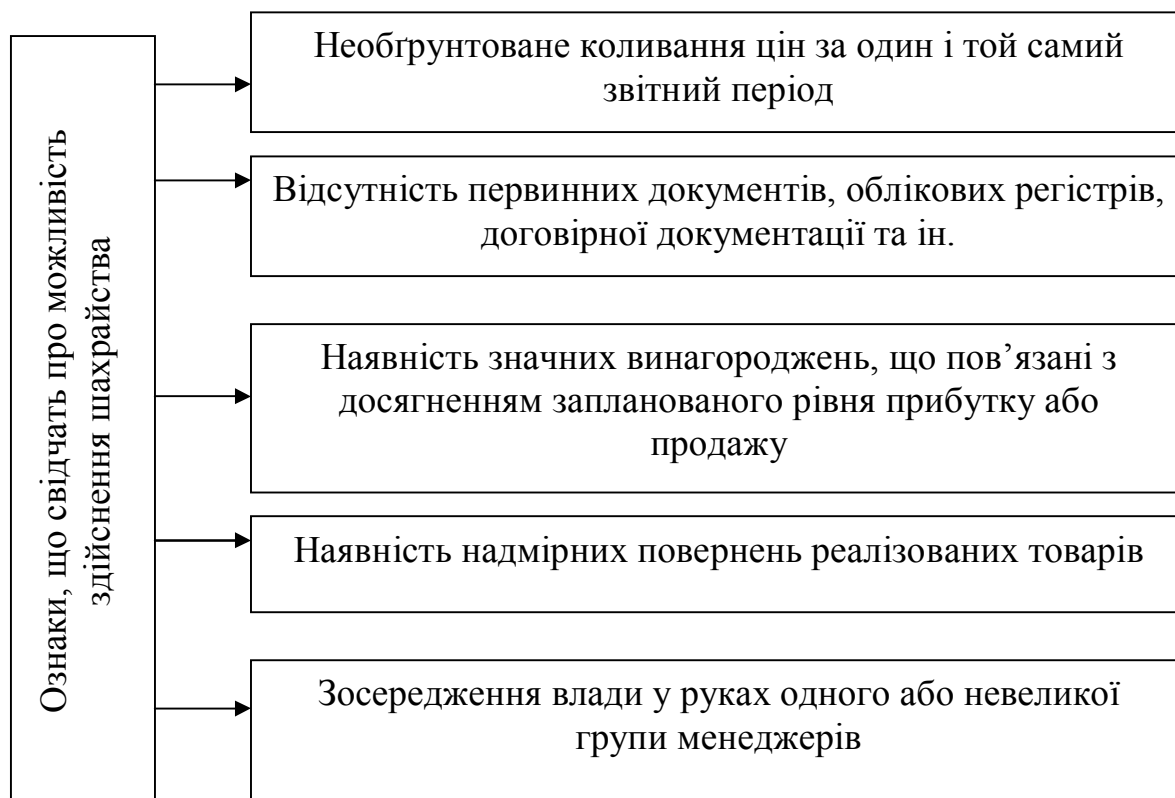 Ознаки, що свідчать про можливість
здійснення шахрайства
Необґрунтоване коливання цін за один і той самий
звітний період
Відсутність первинних документів, облікових регістрів,
договірної документації та ін.
Наявність значних винагороджень, що пов’язані з
досягненням запланованого рівня прибутку або
продажу
Наявність надмірних повернень реалізованих товарів
Зосередження влади у руках одного або невеликої
групи менеджерів